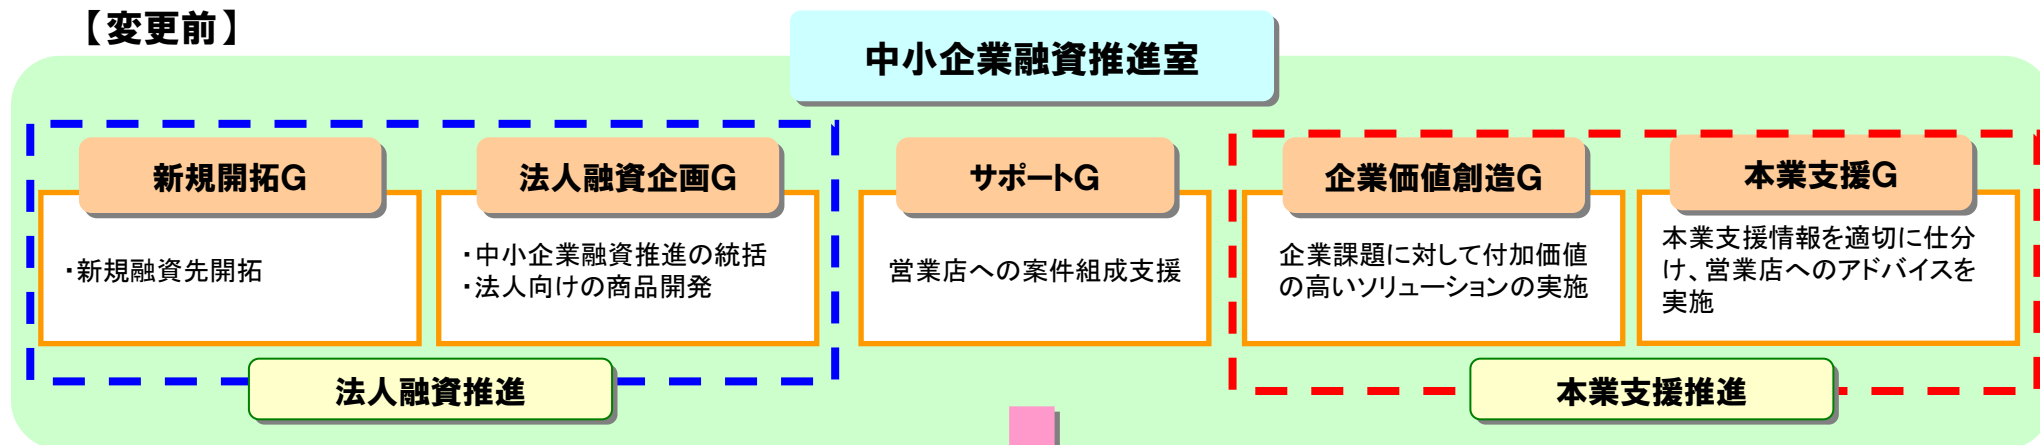 【変更前】
中小企業融資推進室
新規開拓G
・新規融資先開拓
法人融資企画G
・中小企業融資推進の統括
・法人向けの商品開発
法人融資推進
サポートG
営業店への案件組成支援
企業価値創造G
企業課題に対して付加価値
の高いソリューションの実施
本業支援G
本業支援情報を適切に仕分
け、営業店へのアドバイスを
実施
本業支援推進